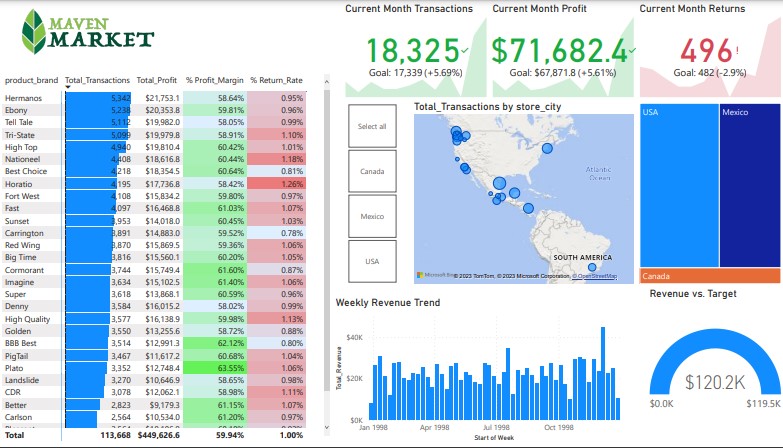 MAVEN
MARKET
Current Month Transactions
18,325
Goal: 17,339 (+5.69%)
Current Month Profit
$71,682.4
Goal: $67,871.8 (+5.61%)
Current Month Returns
496!
Goal: 482 (-2.9%)
product_brand Total_Transactions Total_Profit % Profit_Margin % Return_Rate
Hermanos 5,342 $21,753.1 58.64% 0.95%
Ebony 5,238 $20,353.8 59.81% 0.96%
Tell Tale 5,112 $19,982.0 58.05% 0.99%
Tri-State 5,099 $19,979.8 58.91% 1.10%
High Top 4,940 $19,810.4 60.42% 1.01%
Nationeel 4,408 $18,616.8 60.44% 1.18%
Best Choice 4,218 $18,354.5 60.64% 0.81%
Horatio 4,195 $17,736.8 58.42% 1.26%
Fort West 4,108 $15,834.2 59.80% 0.97%
Fast 4,097 $16,468.8 61.03% 1.07%
Sunset 3,953 $14,018.0 60.45% 1.03%
Carrington 3,891 $14,883.0 59.52% 0.78%
Red Wing 3,870 $15,869.5 59.36% 1.06%
Big Time 3,816 $15,560.1 60.20% 1.05%
Cormorant 3,744 $15,749.4 61.60% 0.87%
Imagine 3,634 $15,102.5 61.40% 1.06%
Super 3,618 $13,868.1 60.59% 0.96%
Denny 3,584 $16,015.2 58.02% 0.99%
High Quality 3,577 $16,138.9 59.98% 1.13%
Golden 3,550 $13,255.6 58.72% 0.88%
BBB Best 3,514 $12,991.3 62.12% 0.80%
PigTail 3,467 $11,617.2 60.68% 1.04%
Plato 3,352 $12,748.4 63.55% 1.06%
Landslide 3,270 $10,646.9 58.65% 0.98%
CDR 3,078 $12,062.1 58.98% 1.11%
Better 2,823 $9,179.3 61.15% 1.07%
Carlson 2,564 $10,534.0 61.20% 0.97%
Total 113,668 $449,626.6 59.94% 1.00%
Select all
Canada
Mexico
USA
Total_Transactions by store_city
Atlantic
Ocean
SOUTH AMERICA
© 2023 TomTom, © 2023 Microsoft Corporation, © OpenStreetMap
USA
Mexico
Canada
Weekly Revenue Trend
Total_Revenue
$40K
$20K
$0K
Jan 1998 Apr 1998 Jul 1998 Oct 1998
Start of Week
Revenue vs. Target
$120.2K
$0.0K $119.5K